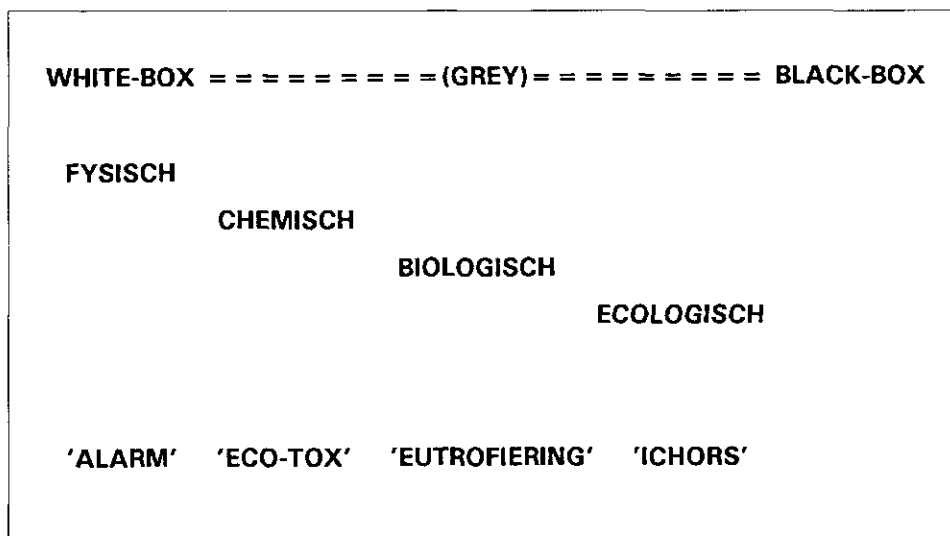 WHITE-BOX = = = = = = = = = (GREY) = = = = = = = = = BLACK-BOX
FYSISCH
CHEMISCH
BIOLOGISCH
ECOLOGISCH
'ALARM' 'ECO-TOX' 'EUTROFIERING' 'ICHORS'